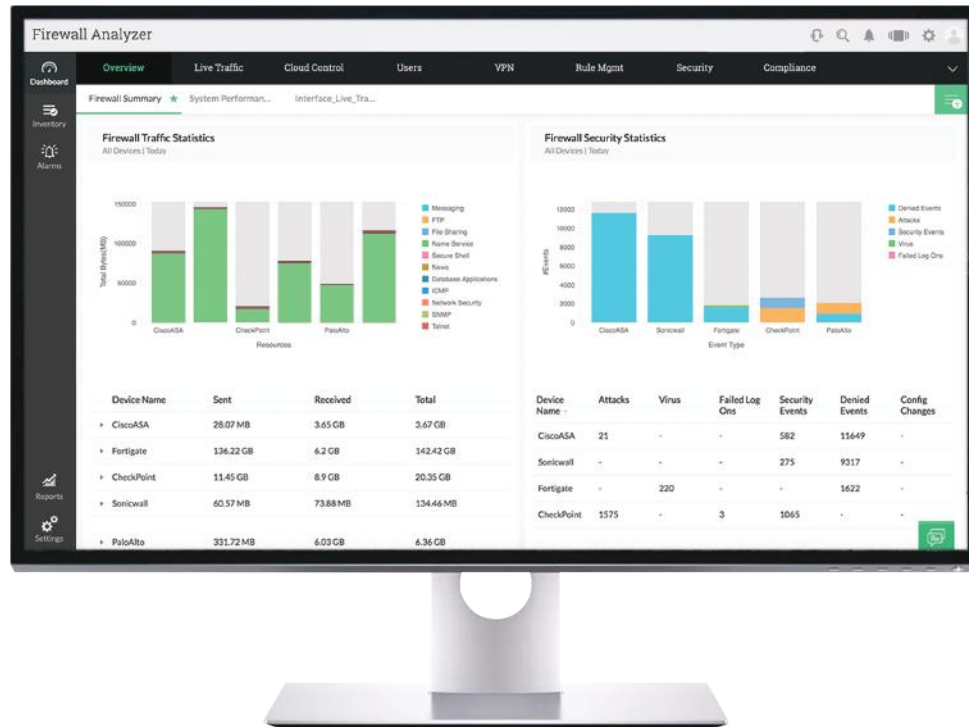 Firewall Analyzer
Dashboard
Inventory
Alarms
Reports
Settings
Overview Live Traffic Cloud Control Users VPN Rule Mgmt Security Compliance
Firewall Summary System Performan... Interface_Live_Tra...
Firewall Traffic Statistics
All Devices | Today
Total Bytes(MB)
150000
100000
50000
0
CiscoASA CheckPoint PaloAlto
Resources
Messaging
FTP
File Sharing
Name Service
Secure Shell
News
Database Applications
ICMP
Network Security
SNMP
Telnet
Device Name Sent Received Total
CiscoASA 28.07 MB 3.65 GB 3.67 GB
Fortigate 136.22 GB 6.2 GB 142.42 GB
CheckPoint 11.45 GB 8.9 GB 20.35 GB
Sonicwall 60.57 MB 73.88 MB 134.46 MB
PaloAlto 331.72 MB 6.03 GB 6.36 GB
Firewall Security Statistics
All Devices | Today
#Events
12000
10000
8000
6000
4000
2000
0
CiscoASA Sonicwall Fortigate CheckPoint PaloAlto
Event Type
Denied Events
Attacks
Security Events
Virus
Failed Log Ons
Device Name Attacks Virus Failed Log Ons Security Events Denied Events Config Changes
CiscoASA 21 - - 582 11649 -
Sonicwall - - - 275 9317 -
Fortigate - 220 - - 1622 -
CheckPoint 1575 - 3 1065 - -